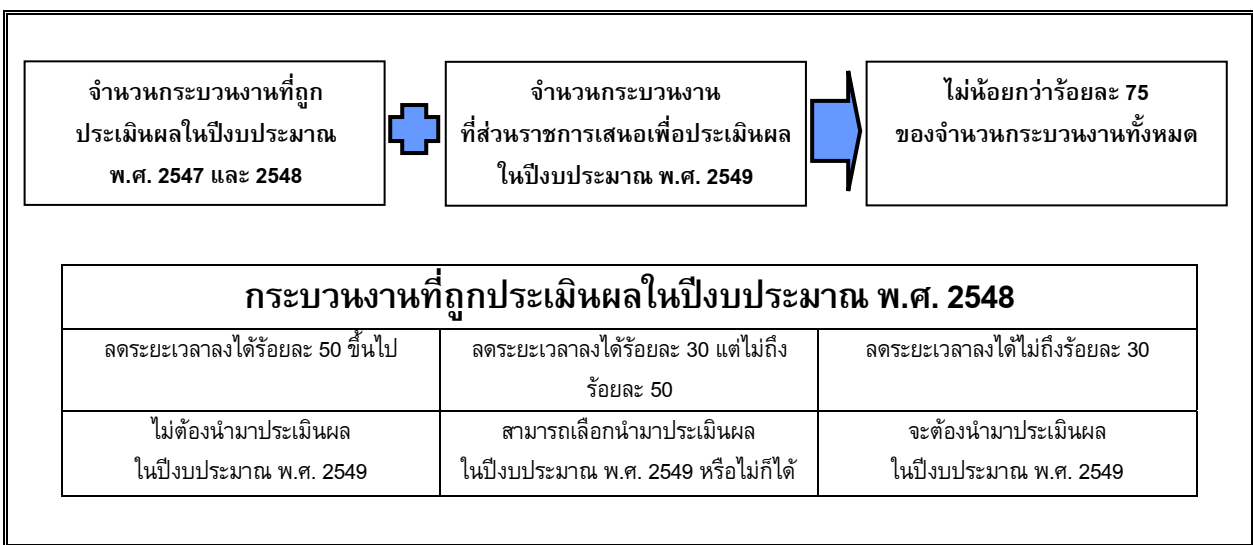 จำนวนกระบวนงานที่ถูก
ประเมินผลในปีงบประมาณ
พ.ศ. 2547 และ 2548
จำนวนกระบวนงาน
ที่ส่วนราชการเสนอเพื่อประเมินผล
ในปีงบประมาณ พ.ศ. 2549
ไม่น้อยกว่าร้อยละ 75
ของจำนวนกระบวนงานทั้งหมด
กระบวนงานที่ถูกประเมินผลในปีงบประมาณ พ.ศ. 2548
ลดระยะเวลาลงได้ร้อยละ 50 ขึ้นไป
ลดระยะเวลาลงได้ร้อยละ 30 แต่ไม่ถึง
ร้อยละ 50
ลดระยะเวลาลงได้ไม่ถึงร้อยละ 30
ไม่ต้องนำมาประเมินผล
ในปีงบประมาณ พ.ศ. 2549
สามารถเลือกนำมาประเมินผล
ในปีงบประมาณ พ.ศ. 2549 หรือไม่ก็ได้
จะต้องนำมาประเมินผล
ในปีงบประมาณ พ.ศ. 2549